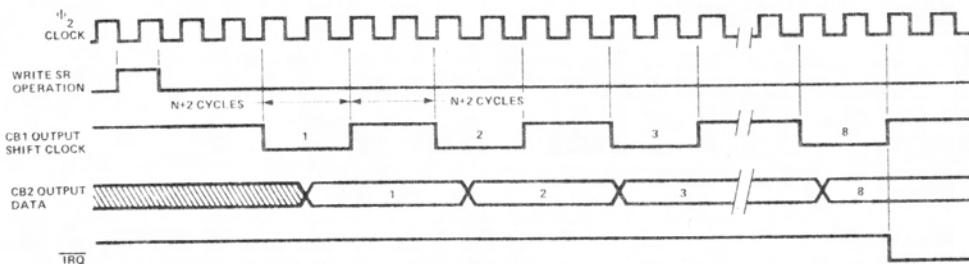 Φ2
CLOCK
WRITE SR
OPERATION
N+2 CYCLES
N+2 CYCLES
CB1 OUTPUT
SHIFT CLOCK
1
2
3
8
CB2 OUTPUT
DATA
1
2
3
8
IRQ